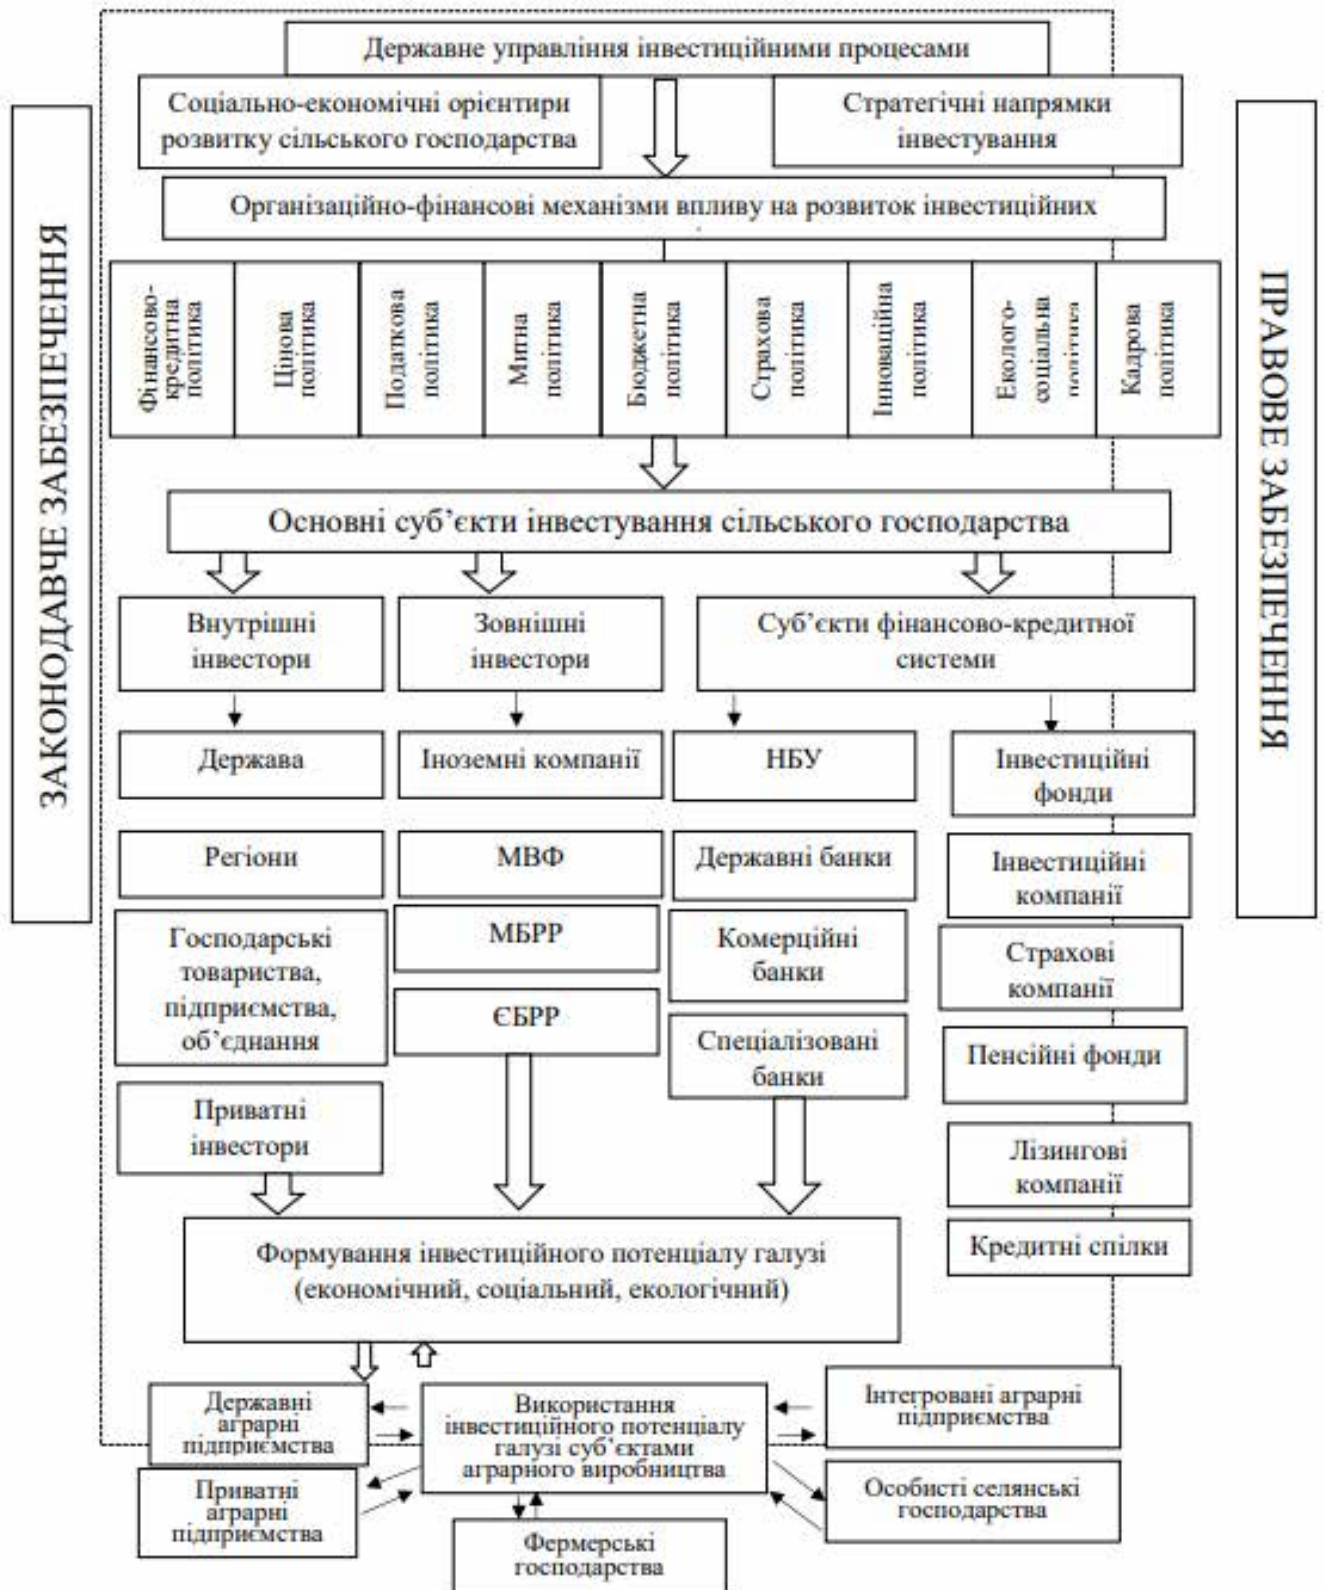 Державне управління інвестиційними процесами
Соціально-економічні орієнтири
розвитку сільського господарства
Стратегічні напрямки
інвестування
Організаційно-фінансові механізми впливу на розвиток інвестиційних
ЗАКОНОДАВЧЕ ЗАБЕЗПЕЧЕННЯ
ПРАВОВЕ ЗАБЕЗПЕЧЕННЯ
Фінансово-
кредитна
політика
Цінова
політика
Податкова
політика
Митна
політика
Бюджетна
політика
Страхова
політика
Інноваційна
політика
Еколого-
соціальна
Кадрова
політика
Основні суб’єкти інвестування сільського господарства
Внутрішні
інвестори
Зовнішні
інвестори
Суб’єкти фінансово-кредитної
системи
Держава
Іноземні компанії
НБУ
Інвестиційні
фонди
Регіони
МВФ
Державні банки
Інвестиційні
компанії
Господарські
товариства,
підприємства,
об’єднання
МБРР
Комерційні
банки
Страхові
компанії
ЄБРР
Спеціалізовані
банки
Пенсійні фонди
Приватні
інвестори
Лізингові
компанії
Кредитні спілки
Формування інвестиційного потенціалу галузі
(економічний, соціальний, екологічний)
Державні
аграрні
підприємства
Використання
інвестиційного потенціалу
галузі суб’єктами
аграрного виробництва
Інтегровані аграрні
підприємства
Приватні
аграрні
підприємства
Особисті селянські
господарства
Фермерські
господарства